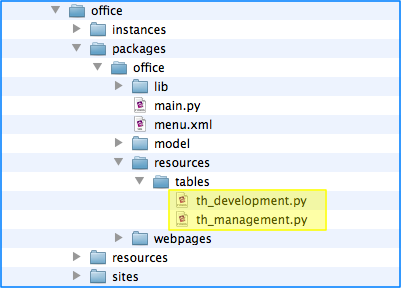 office
instances
packages
office
lib
main.py
menu.xml
model
resources
tables
th_development.py
th_management.py
webpages
resources
sites